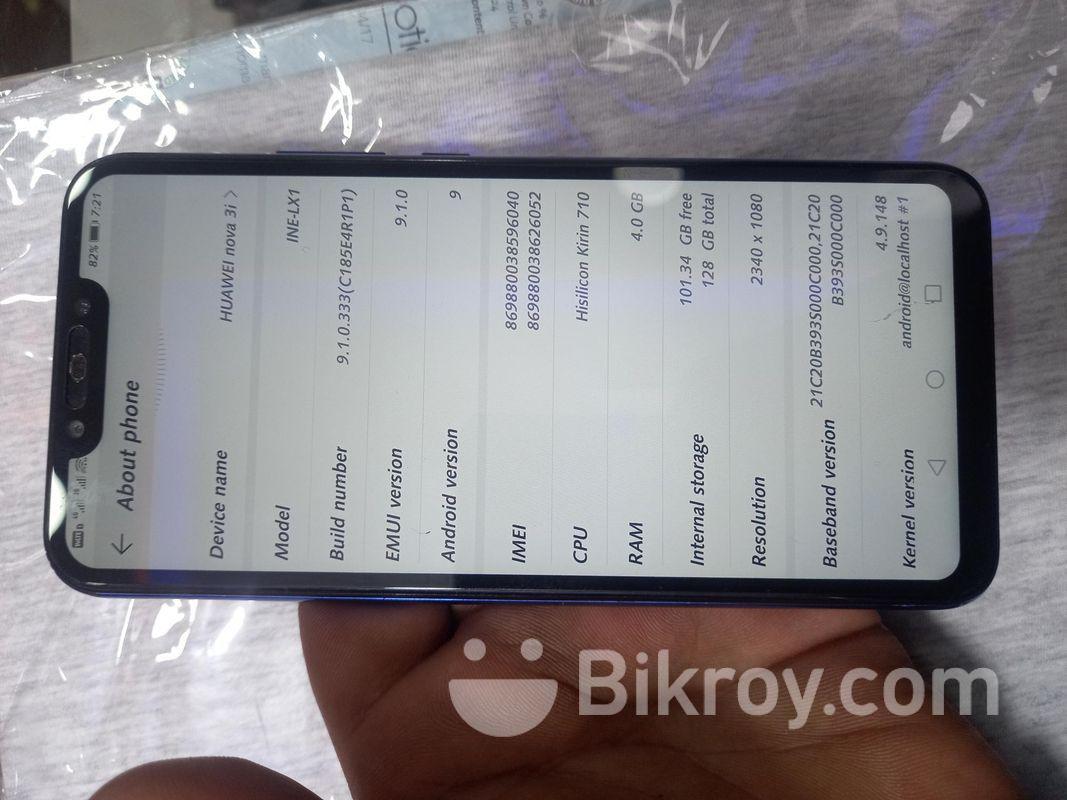 82% 7:21
About phone
Device name HUAWEI nova 3i
Model INE-LX1
Build number 9.1.0.333(C185E4R1P1)
EMUI version 9.1.0
Android version 9
IMEI 869880038596040
869880038626052
CPU Hisilicon Kirin 710
RAM 4.0 GB
Internal storage 101.34 GB free
128 GB total
Resolution 2340 x 1080
Baseband version 21C20B393S000C000,21C20
B393S000C000
Kernel version 4.9.148
android@localhost #1
Bikroy.com